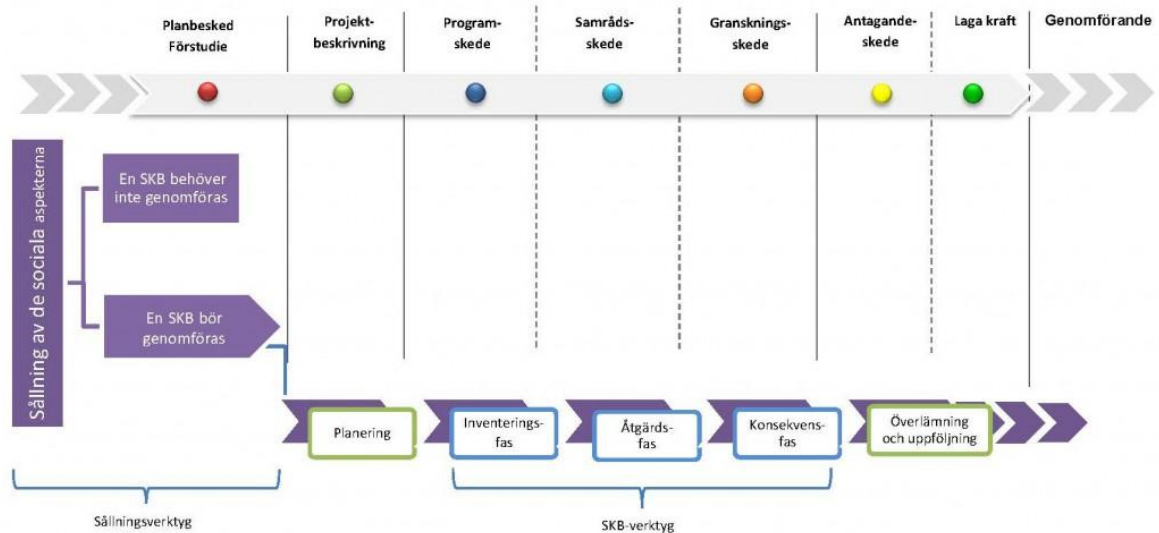 Planbesked
Förstudie
Projekt-
beskrivning
Program-
skede
Samråds-
skede
Gransknings-
skede
Antagande-
skede
Laga kraft
Genomförande
Sållning av de sociala aspekterna
En SKB behöver
inte genomföras
En SKB bör
genomföras
Planering
Inventerings-
fas
Åtgärds-
fas
Konsekvens-
fas
Överlämning
och uppföljning
Sållningsverktyg
SKB-verktyg